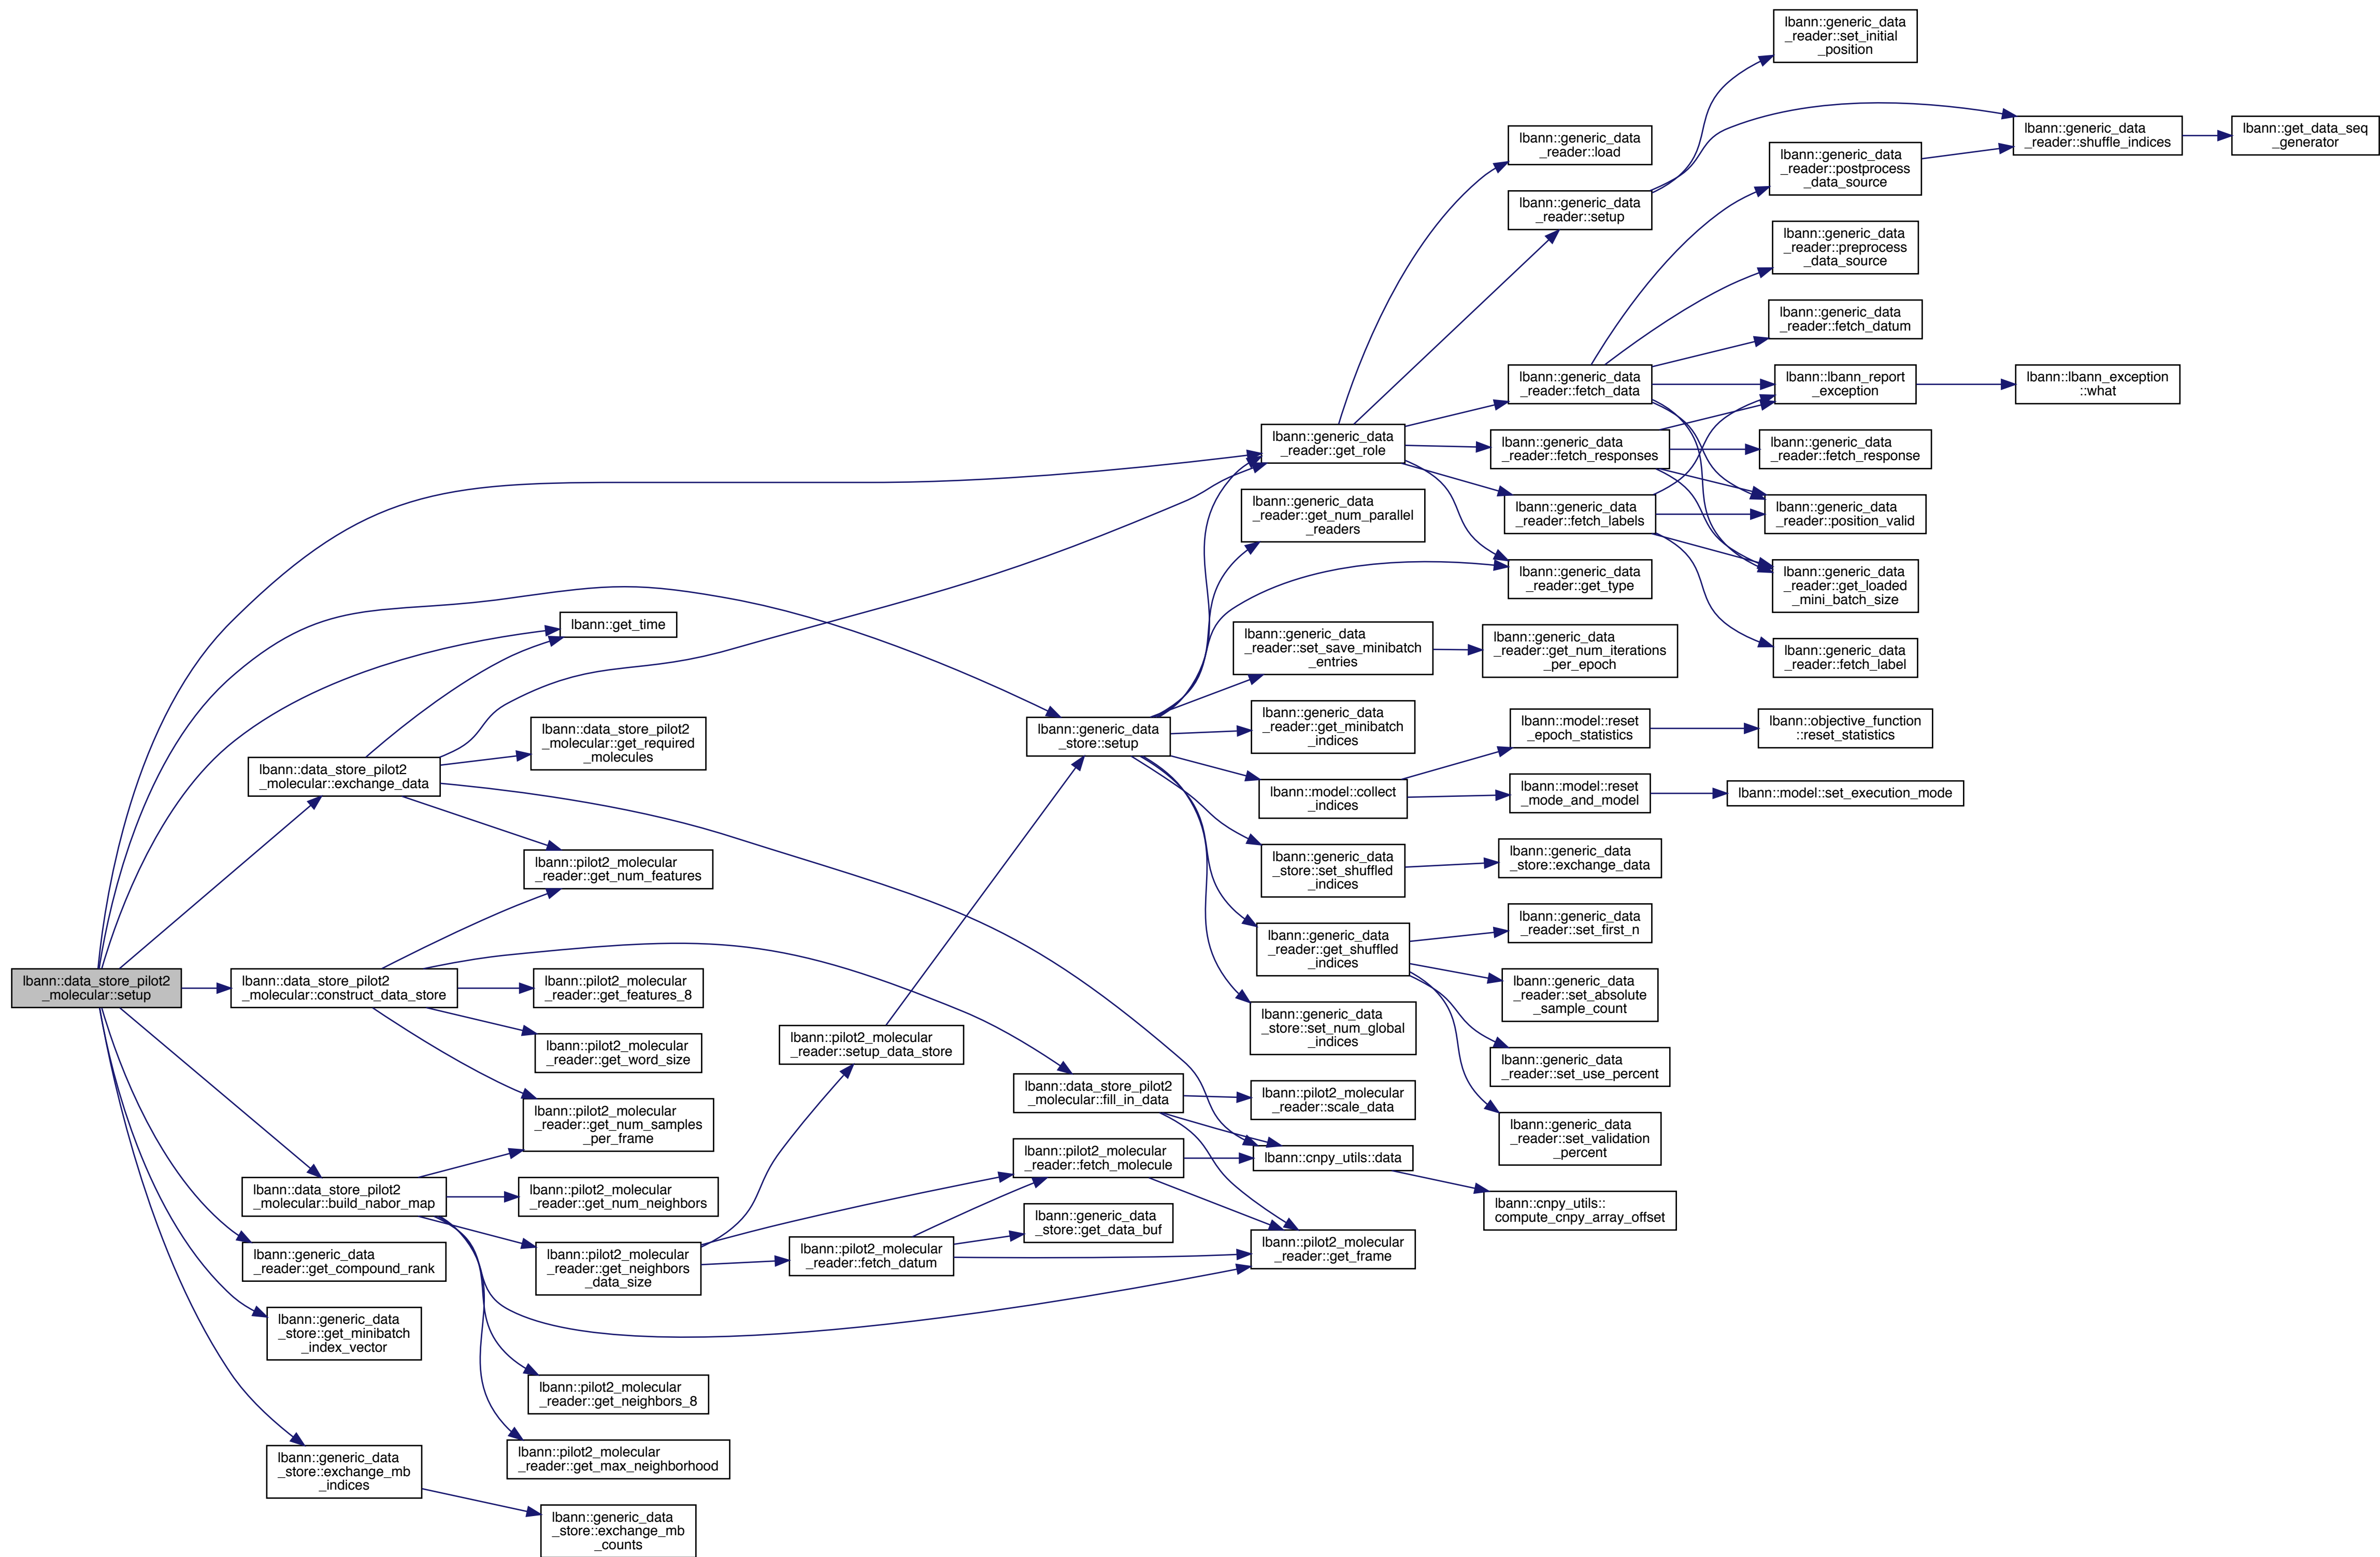 lbann::data_store_pilot2
_molecular::setup
lbann::data_store_pilot2
_molecular::exchange_data
lbann::data_store_pilot2
_molecular::construct_data_store
lbann::data_store_pilot2
_molecular::build_nabor_map
lbann::generic_data
_reader::get_compound_rank
lbann::generic_data
_store::get_minibatch
_index_vector
lbann::generic_data
_store::exchange_mb
_indices
lbann::get_time
lbann::data_store_pilot2
_molecular::get_required
_molecules
lbann::pilot2_molecular
_reader::get_num_features
lbann::pilot2_molecular
_reader::get_features_8
lbann::pilot2_molecular
_reader::get_word_size
lbann::pilot2_molecular
_reader::get_num_samples
_per_frame
lbann::pilot2_molecular
_reader::get_num_neighbors
lbann::pilot2_molecular
_reader::get_neighbors
_data_size
lbann::pilot2_molecular
_reader::get_neighbors_8
lbann::pilot2_molecular
_reader::get_max_neighborhood
lbann::generic_data
_store::exchange_mb
_counts
lbann::pilot2_molecular
_reader::setup_data_store
lbann::pilot2_molecular
_reader::fetch_datum
lbann::generic_data
_store::setup
lbann::data_store_pilot2
_molecular::fill_in_data
lbann::pilot2_molecular
_reader::fetch_molecule
lbann::generic_data
_store::get_data_buf
lbann::generic_data
_reader::get_role
lbann::generic_data
_reader::get_num_parallel
_readers
lbann::generic_data
_reader::set_save_minibatch
_entries
lbann::generic_data
_reader::get_minibatch
_indices
lbann::model::collect
_indices
lbann::generic_data
_store::set_shuffled
_indices
lbann::generic_data
_reader::get_shuffled
_indices
lbann::generic_data
_store::set_num_global
_indices
lbann::pilot2_molecular
_reader::scale_data
lbann::cnpy_utils::data
lbann::pilot2_molecular
_reader::get_frame
lbann::generic_data
_reader::load
lbann::generic_data
_reader::setup
lbann::generic_data
_reader::fetch_data
lbann::generic_data
_reader::fetch_responses
lbann::generic_data
_reader::fetch_labels
lbann::generic_data
_reader::get_type
lbann::generic_data
_reader::get_num_iterations
_per_epoch
lbann::model::reset
_epoch_statistics
lbann::model::reset
_mode_and_model
lbann::generic_data
_store::exchange_data
lbann::generic_data
_reader::set_first_n
lbann::generic_data
_reader::set_absolute
_sample_count
lbann::generic_data
_reader::set_use_percent
lbann::generic_data
_reader::set_validation
_percent
lbann::cnpy_utils::
compute_cnpy_array_offset
lbann::generic_data
_reader::set_initial
_position
lbann::generic_data
_reader::postprocess
_data_source
lbann::generic_data
_reader::preprocess
_data_source
lbann::generic_data
_reader::fetch_datum
lbann::lbann_report
_exception
lbann::generic_data
_reader::fetch_response
lbann::generic_data
_reader::position_valid
lbann::generic_data
_reader::get_loaded
_mini_batch_size
lbann::generic_data
_reader::fetch_label
lbann::objective_function
::reset_statistics
lbann::model::set_execution_mode
lbann::generic_data
_reader::shuffle_indices
lbann::lbann_exception
::what
lbann::get_data_seq
_generator